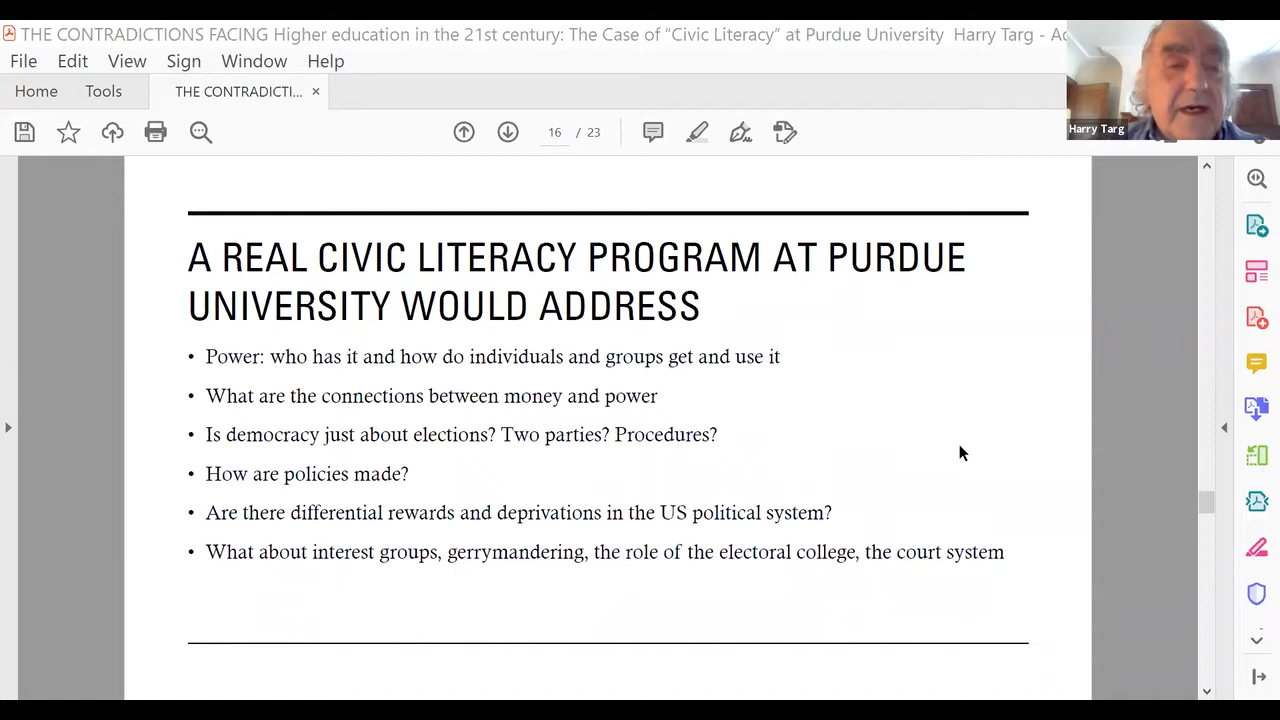 THE CONTRADICTIONS FACING Higher education in the 21st century: The Case of “Civic Literacy” at Purdue University Harry Targ - A
File Edit View Sign Window Help
Home Tools THE CONTRADICTI... ×
16 / 23
Harry Targ
A REAL CIVIC LITERACY PROGRAM AT PURDUE
UNIVERSITY WOULD ADDRESS
• Power: who has it and how do individuals and groups get and use it
• What are the connections between money and power
• Is democracy just about elections? Two parties? Procedures?
• How are policies made?
• Are there differential rewards and deprivations in the US political system?
• What about interest groups, gerrymandering, the role of the electoral college, the court system